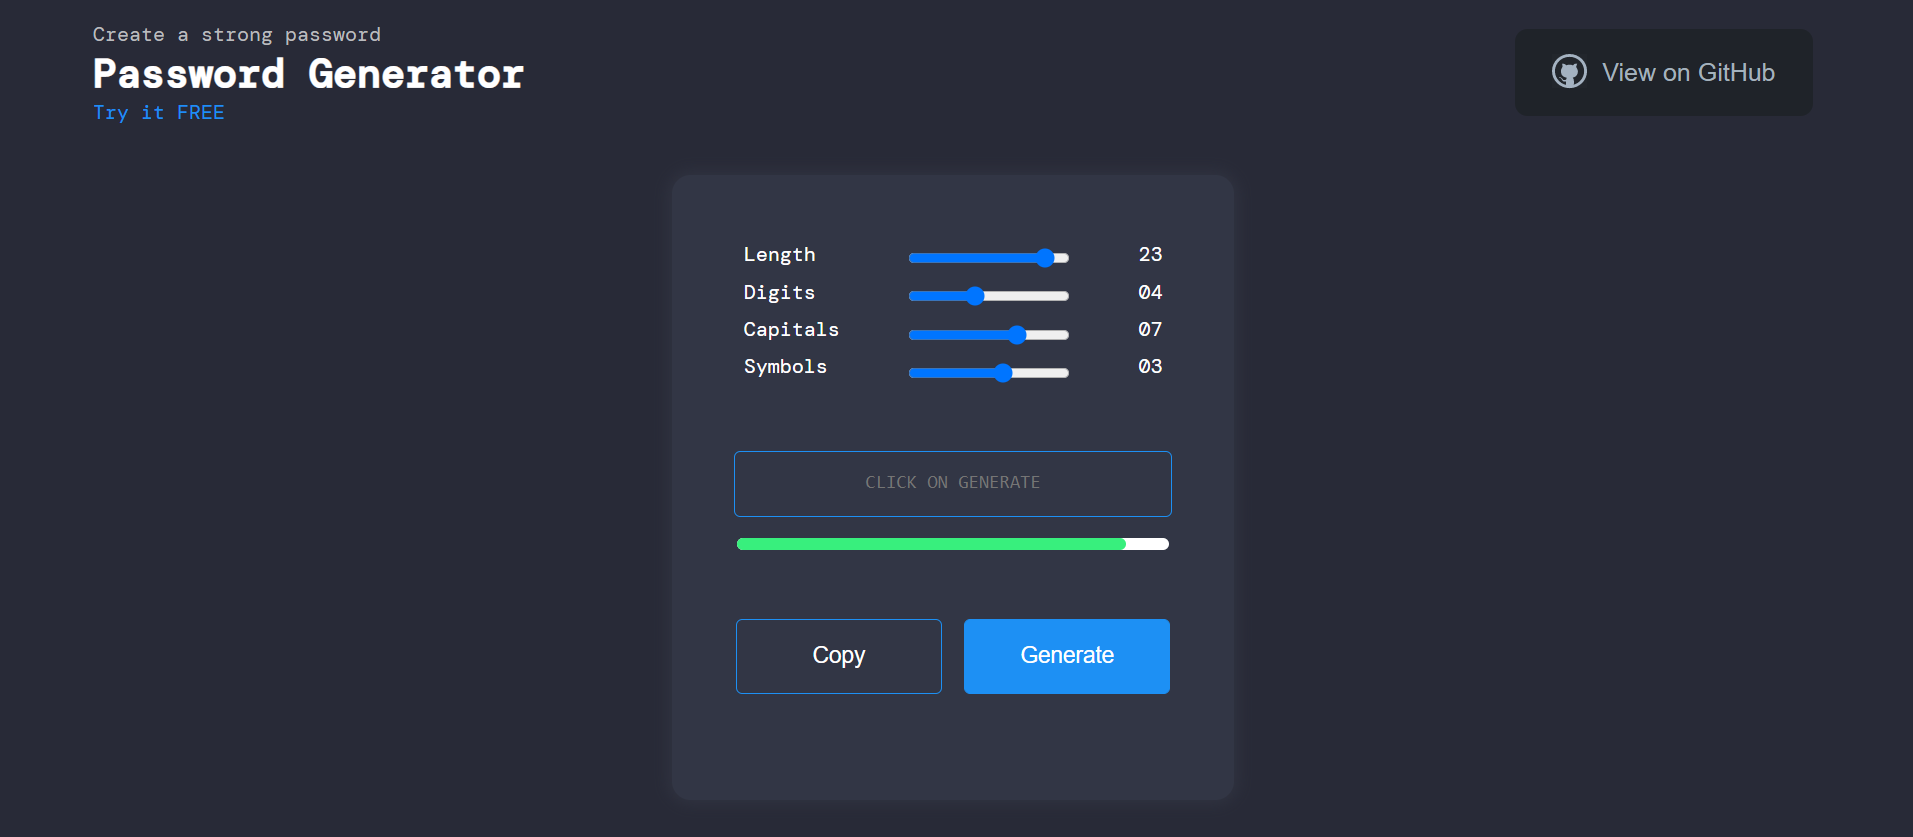 Create a strong password
Password Generator
Try it FREE
View on GitHub
Length 23
Digits 04
Capitals 07
Symbols 03
CLICK ON GENERATE
Copy Generate